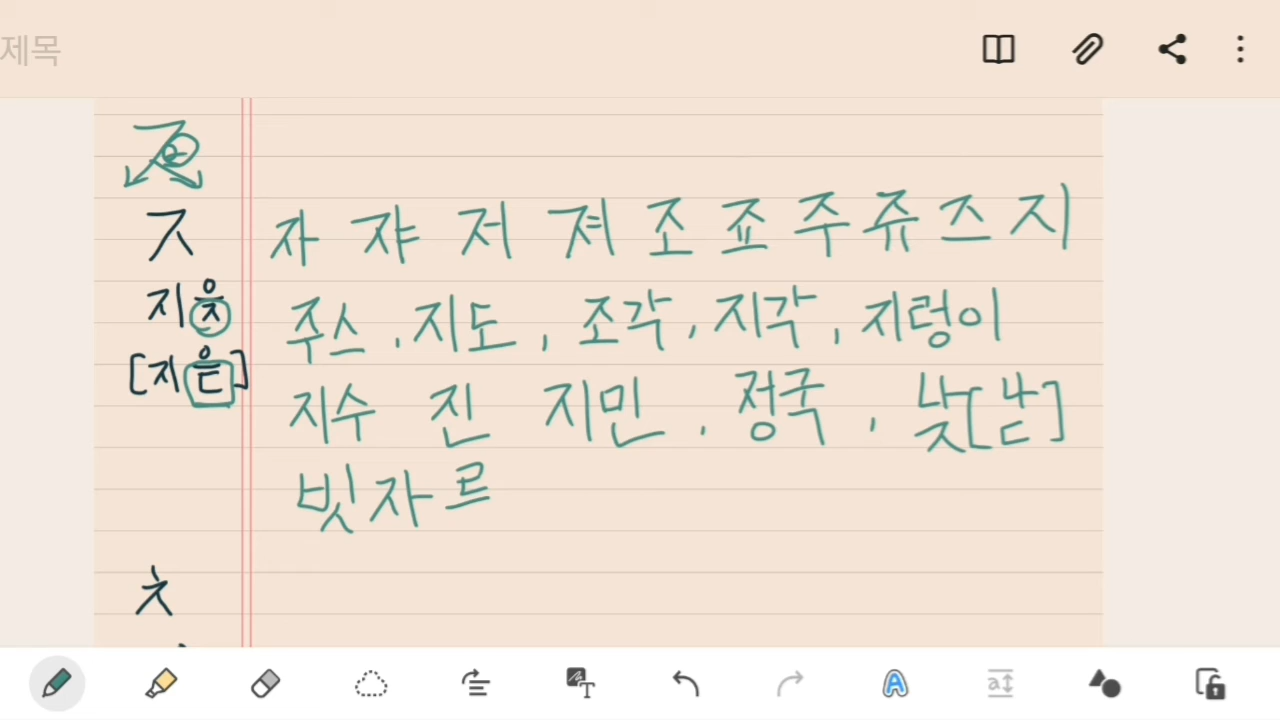 제목
ㅈ 자 쟈 저 져 조 죠 주 쥬 즈 지
지읒 주스, 지도, 조각, 지각, 지렁이
[지읃] 지수 진 지민, 정국, 낮[낟]
빗자르
ㅊ